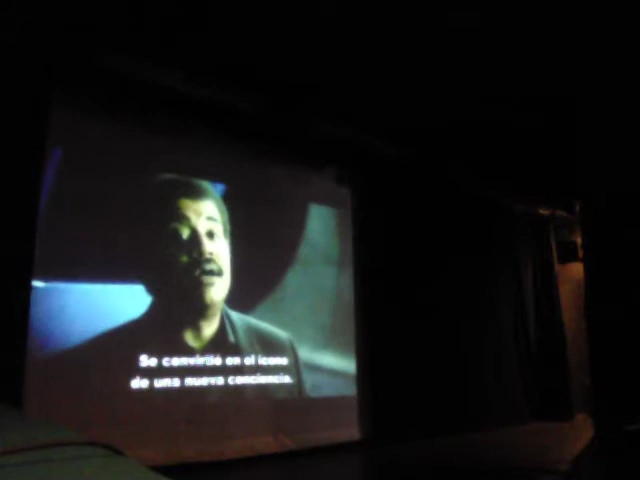 Se convirtió en el icono
de una nueva conciencia.